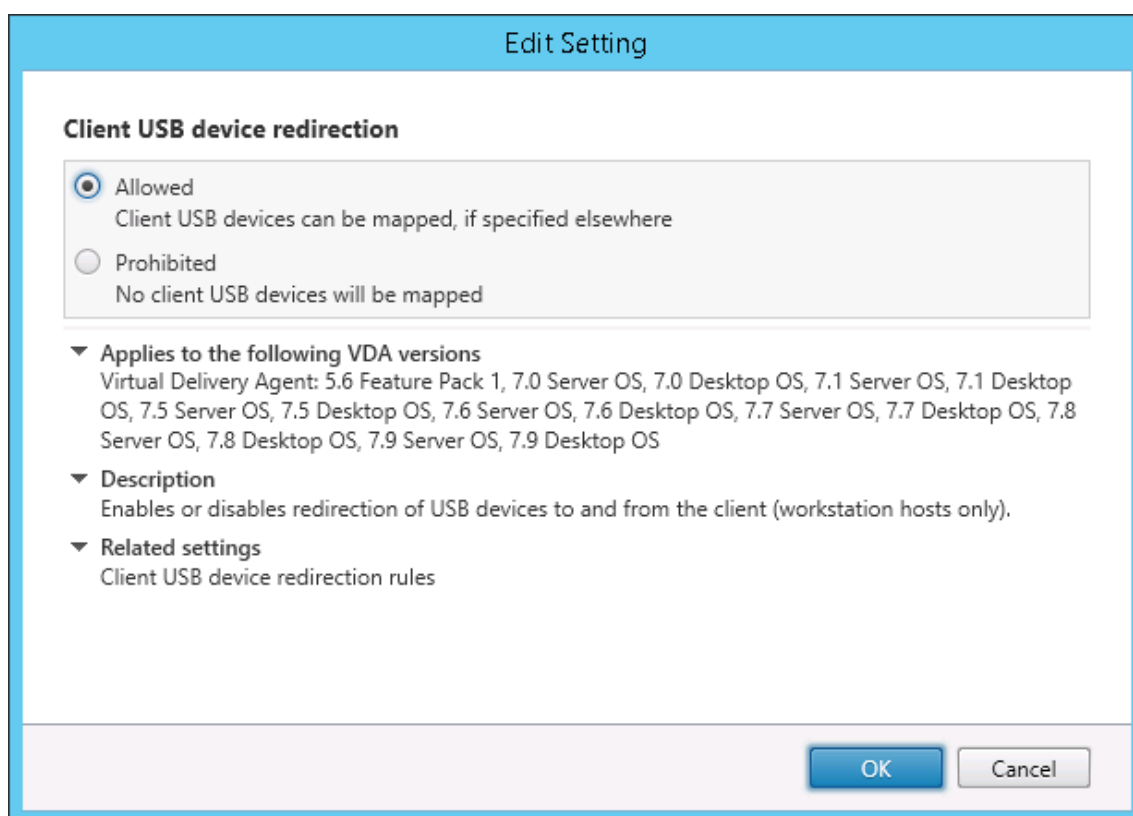 Edit Setting
Client USB device redirection
Allowed
Client USB devices can be mapped, if specified elsewhere
Prohibited
No client USB devices will be mapped
Applies to the following VDA versions
Virtual Delivery Agent: 5.6 Feature Pack 1, 7.0 Server OS, 7.0 Desktop OS, 7.1 Server OS, 7.1 Desktop
OS, 7.5 Server OS, 7.5 Desktop OS, 7.6 Server OS, 7.6 Desktop OS, 7.7 Server OS, 7.7 Desktop OS, 7.8
Server OS, 7.8 Desktop OS, 7.9 Server OS, 7.9 Desktop OS
Description
Enables or disables redirection of USB devices to and from the client (workstation hosts only).
Related settings
Client USB device redirection rules
OK
Cancel